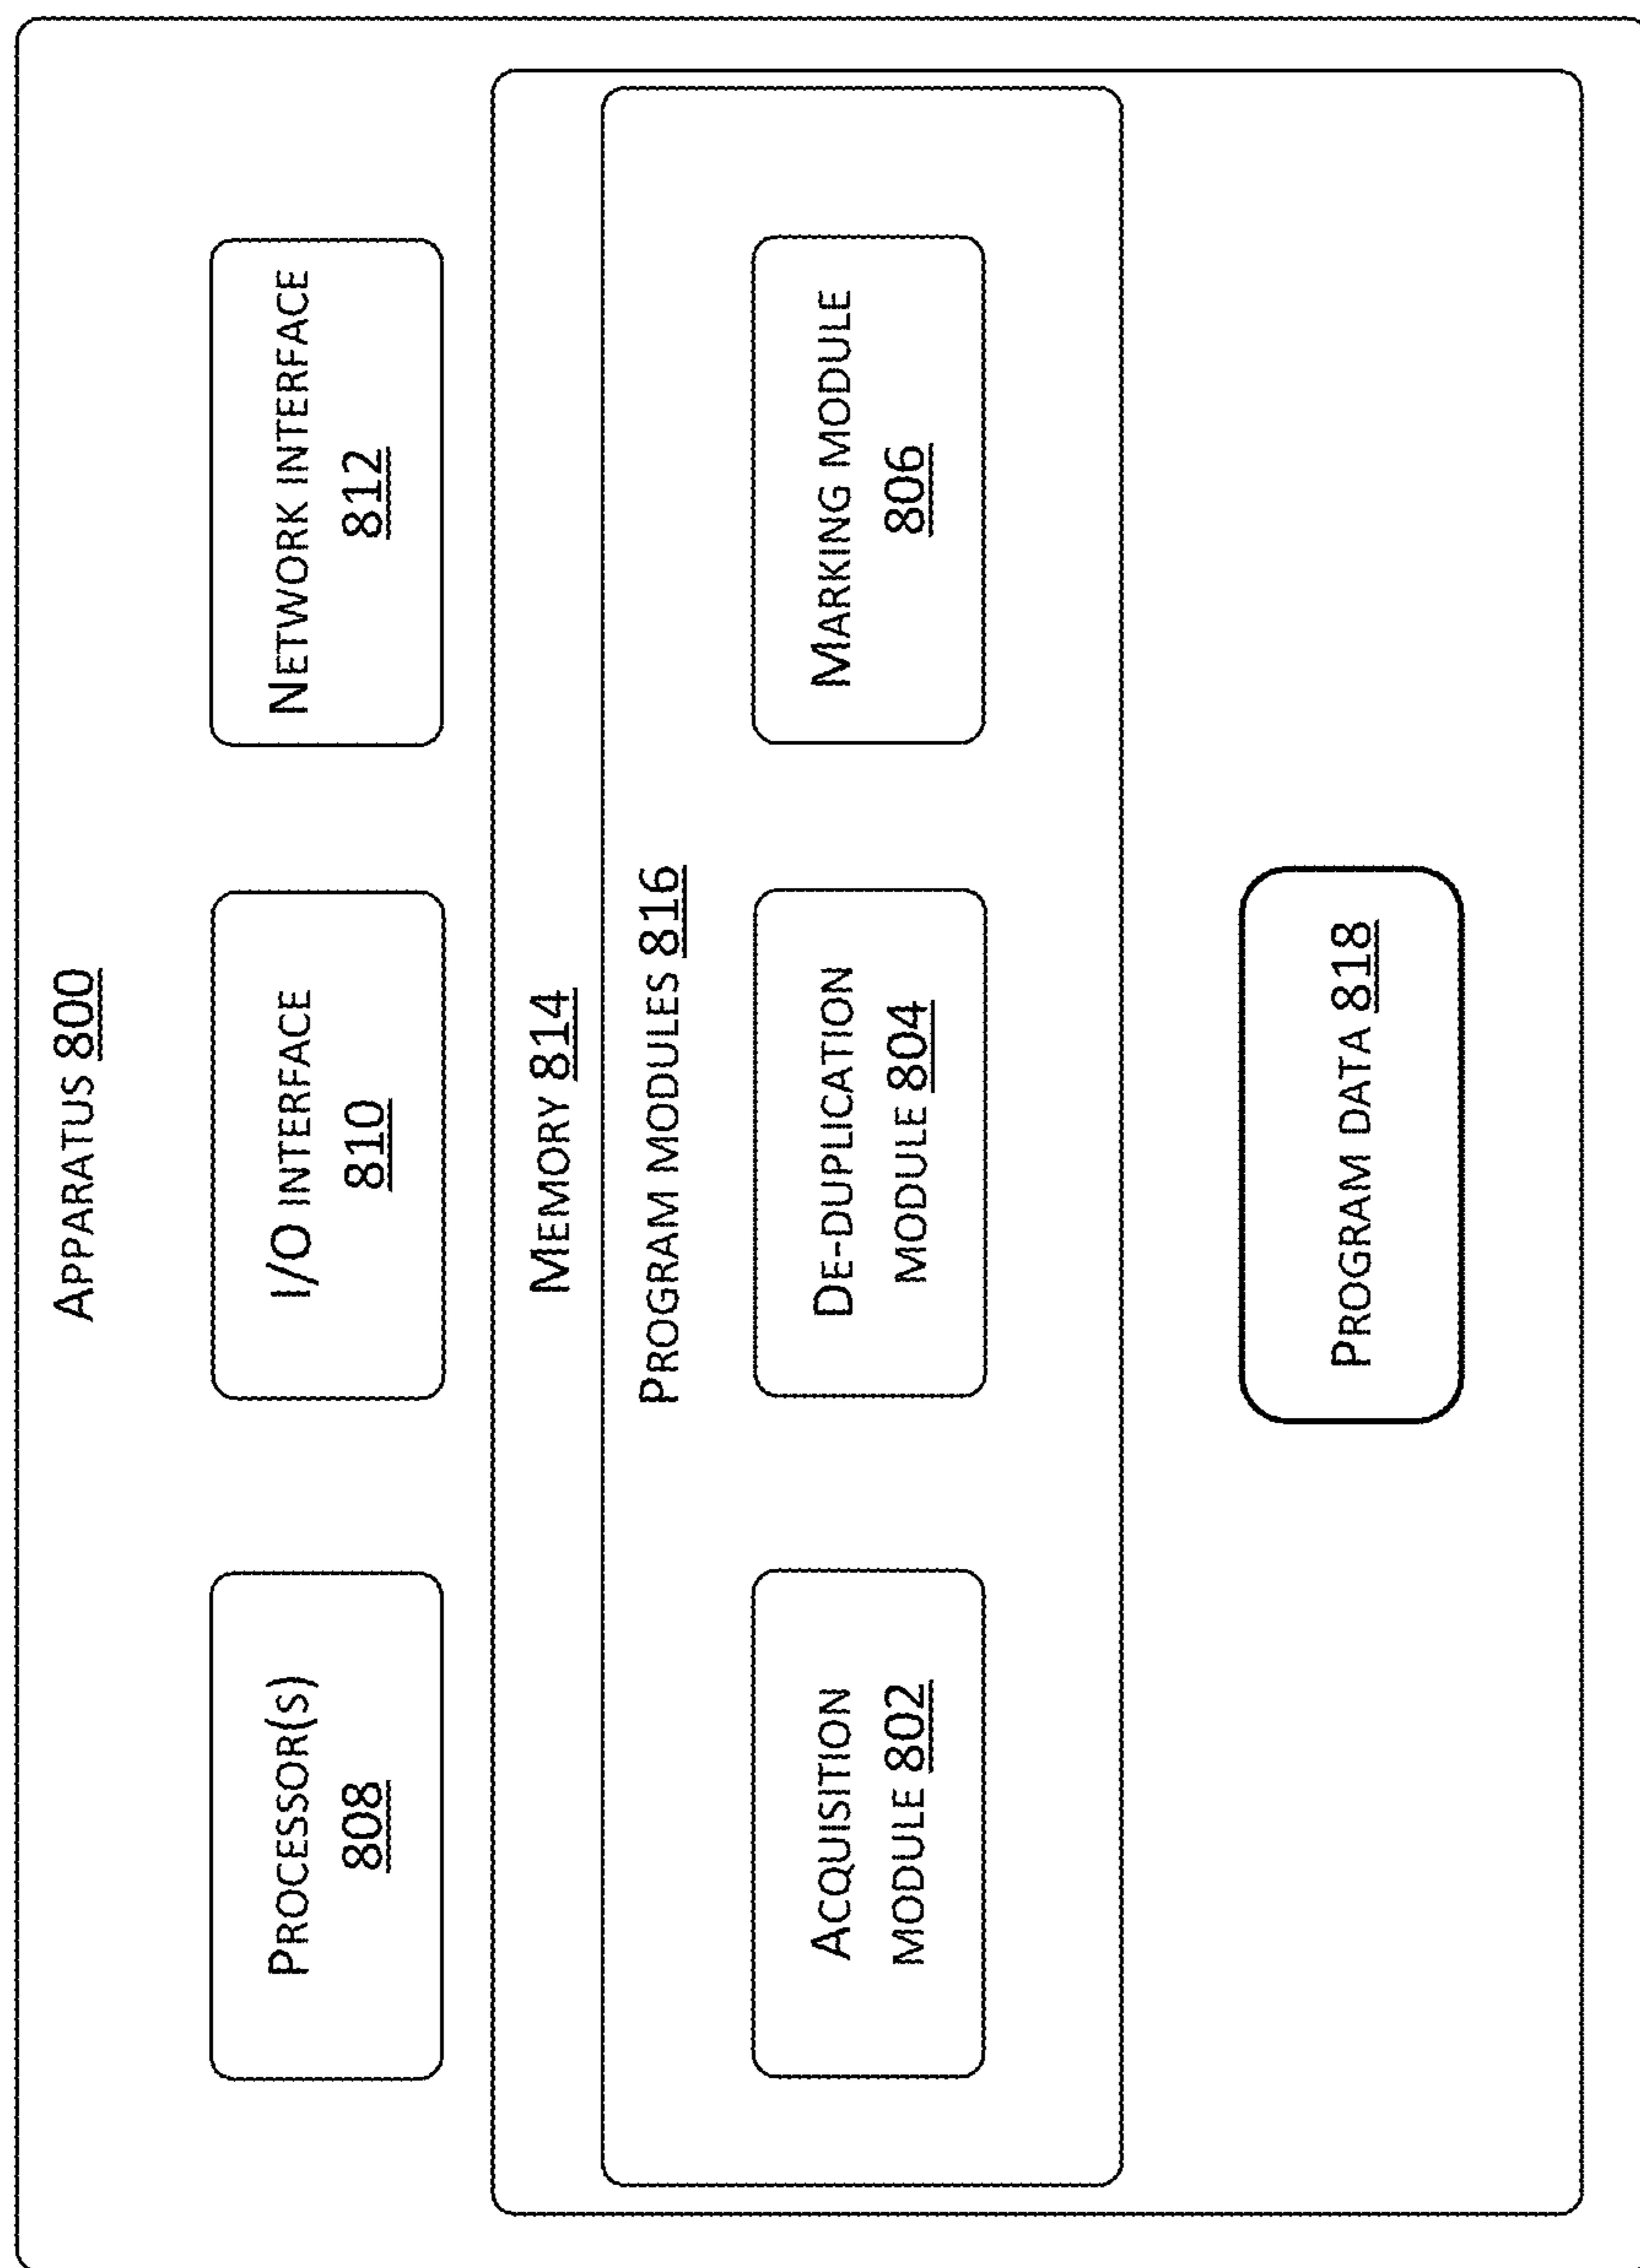 APPARATUS 800
PROCESSOR(S)
808
I/O INTERFACE
810
NETWORK INTERFACE
812
MEMORY 814
PROGRAM MODULES 816
ACQUISITION
MODULE 802
DE-DUPLICATION
MODULE 804
MARKING MODULE
806
PROGRAM DATA 818